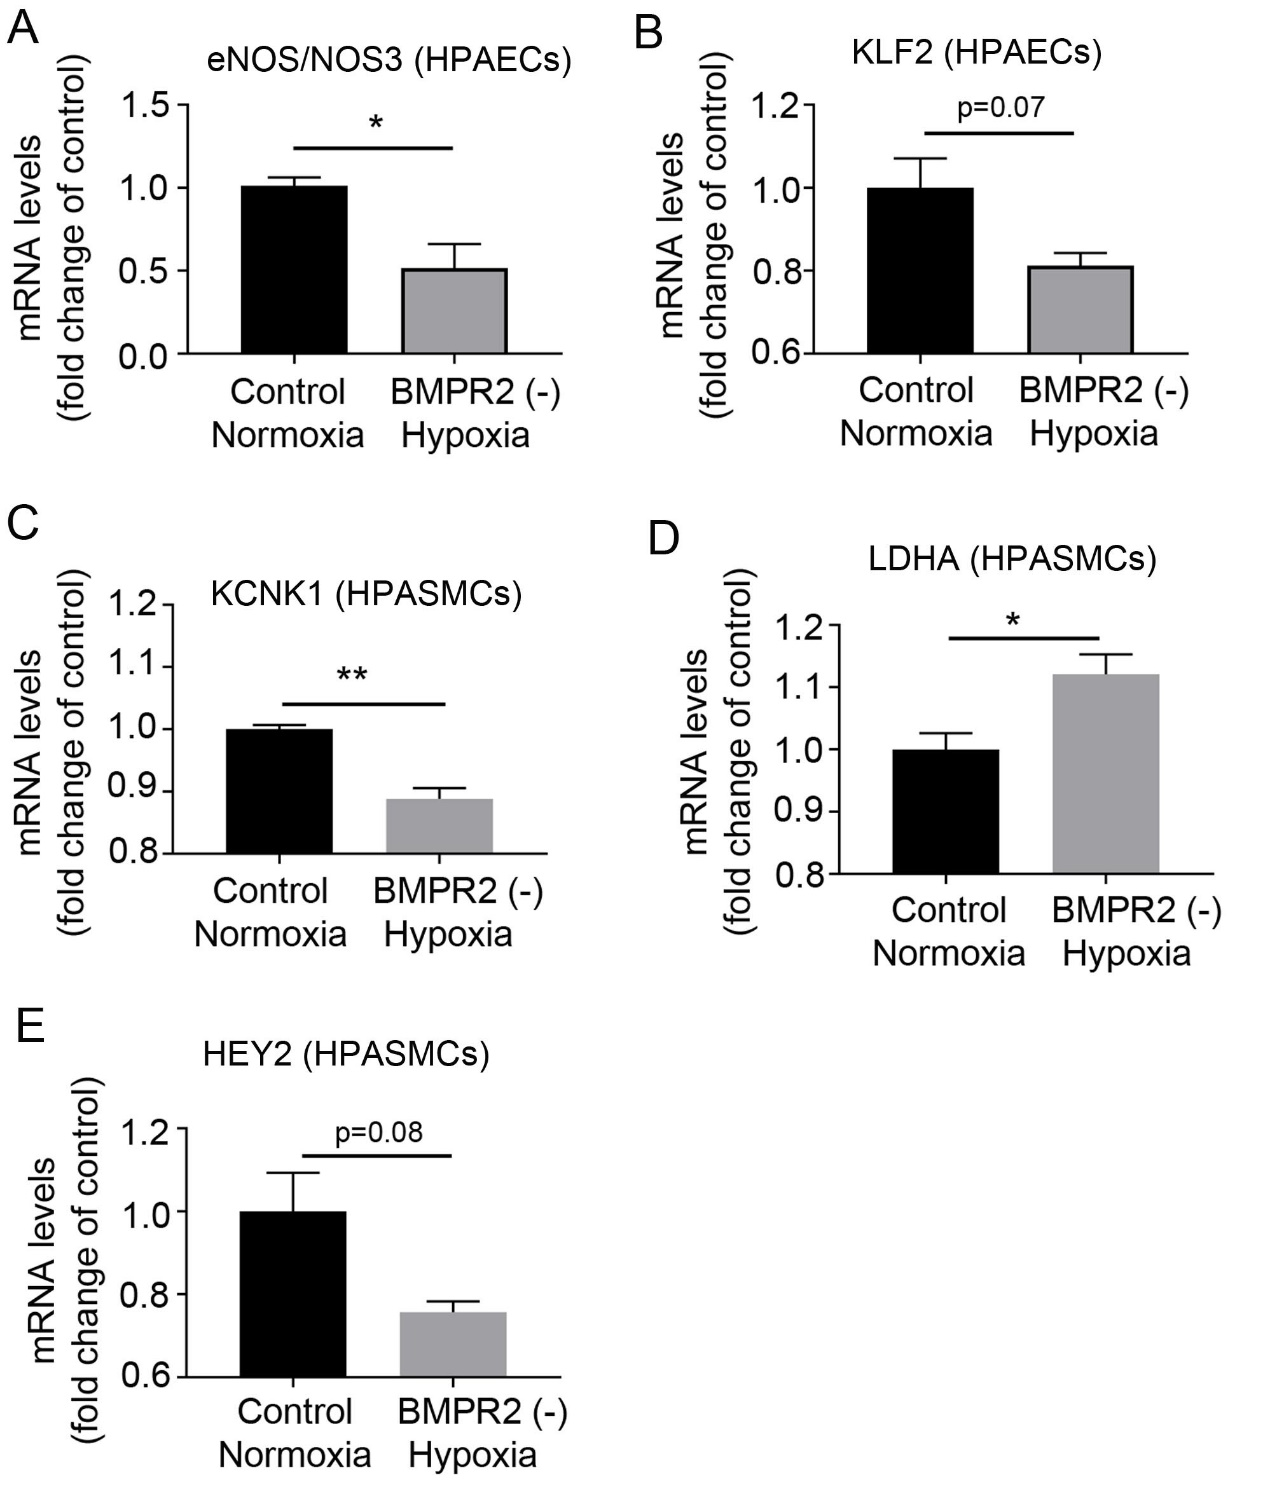 A
eNOS/NOS3 (HPAECs)
mRNA levels
(fold change of control)
1.5
1.0
0.5
0.0
*
Control
Normoxia
BMPR2 (-)
Hypoxia
B
KLF2 (HPAECs)
mRNA levels
(fold change of control)
1.2
1.0
0.8
0.6
p=0.07
Control
Normoxia
BMPR2 (-)
Hypoxia
C
KCNK1 (HPASMCs)
mRNA levels
(fold change of control)
1.2
1.1
1.0
0.9
0.8
**
Control
Normoxia
BMPR2 (-)
Hypoxia
D
LDHA (HPASMCs)
mRNA levels
(fold change of control)
1.2
1.1
1.0
0.9
0.8
*
Control
Normoxia
BMPR2 (-)
Hypoxia
E
HEY2 (HPASMCs)
mRNA levels
(fold change of control)
1.2
1.0
0.8
0.6
p=0.08
Control
Normoxia
BMPR2 (-)
Hypoxia